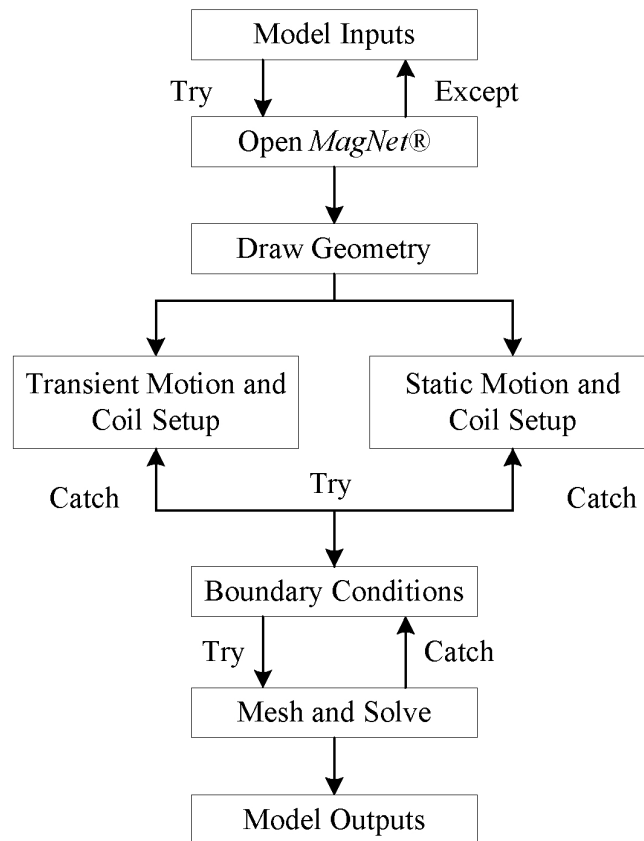 Model Inputs
Try
Except
Open MagNet®
Draw Geometry
Transient Motion and
Coil Setup
Static Motion and
Coil Setup
Catch
Try
Catch
Boundary Conditions
Try
Catch
Mesh and Solve
Model Outputs